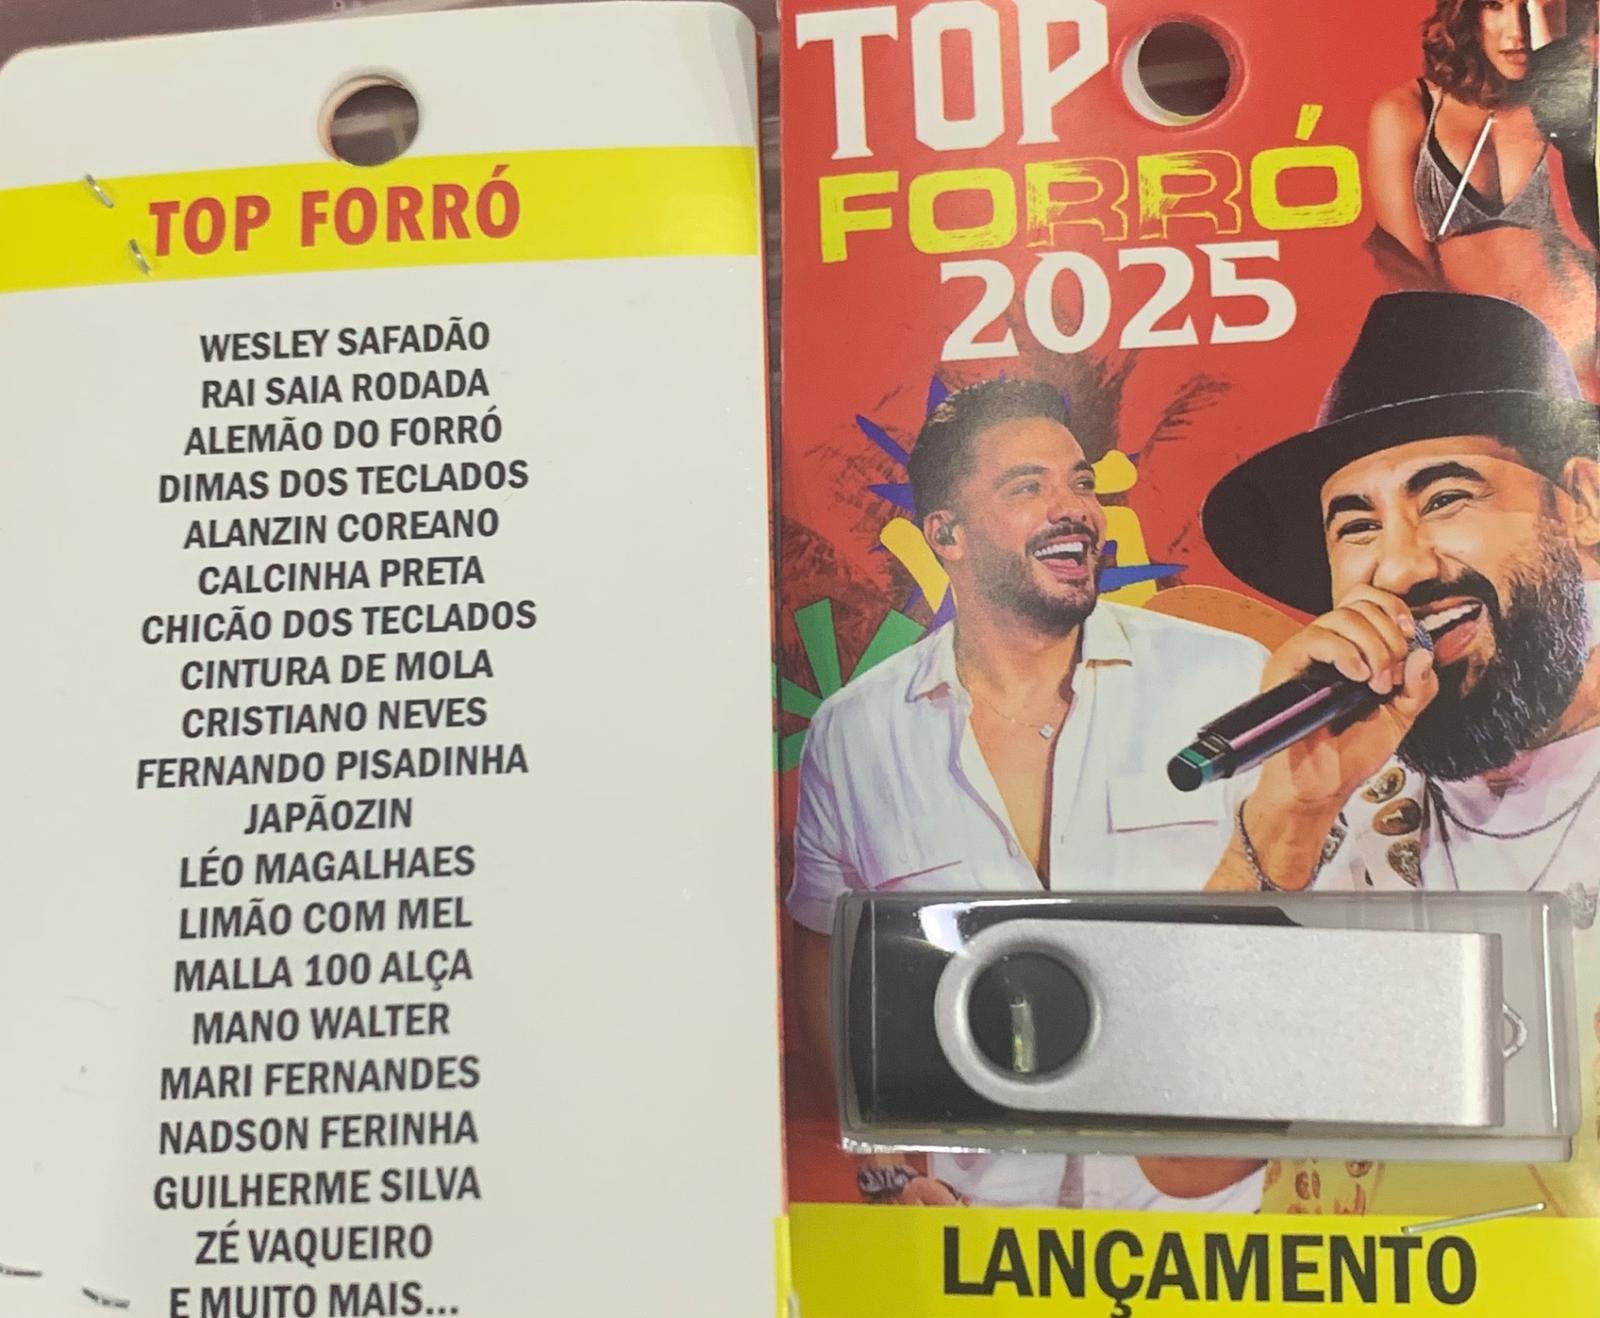 TOP FORRÓ
WESLEY SAFADÃO
RAI SAIA RODADA
ALEMÃO DO FORRÓ
DIMAS DOS TECLADOS
ALANZIN COREANO
CALCINHA PRETA
CHICÃO DOS TECLADOS
CINTURA DE MOLA
CRISTIANO NEVES
FERNANDO PISADINHA
JAPÃOZIN
LÉO MAGALHAES
LIMÃO COM MEL
MALLA 100 ALÇA
MANO WALTER
MARI FERNANDES
NADSON FERINHA
GUILHERME SILVA
ZÉ VAQUEIRO
E MUITO MAIS...
TOP
FORRÓ
2025
LANÇAMENTO